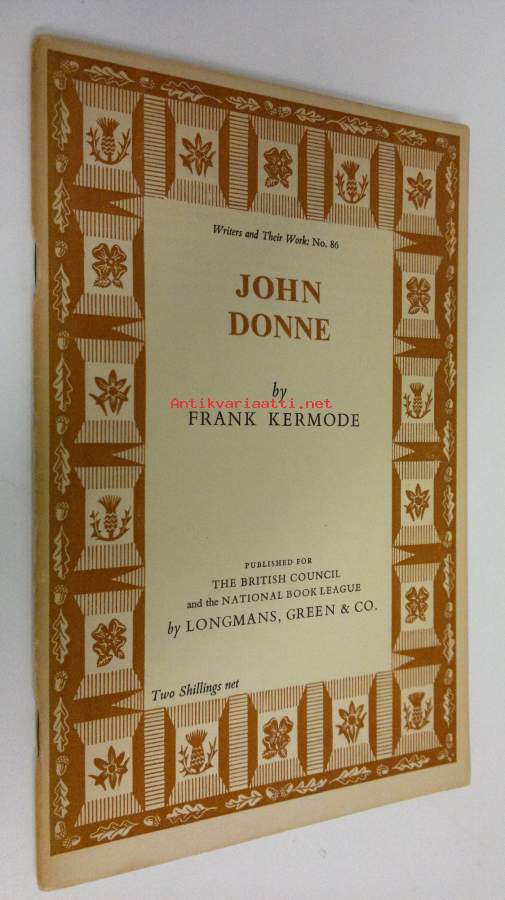 Writers and Their Work: No. 86
JOHN
DONNE
by
Antikvariaatti.net
FRANK KERMODE
PUBLISHED FOR
THE BRITISH COUNCIL
and the NATIONAL BOOK LEAGUE
by LONGMANS, GREEN & CO.
Two Shillings net